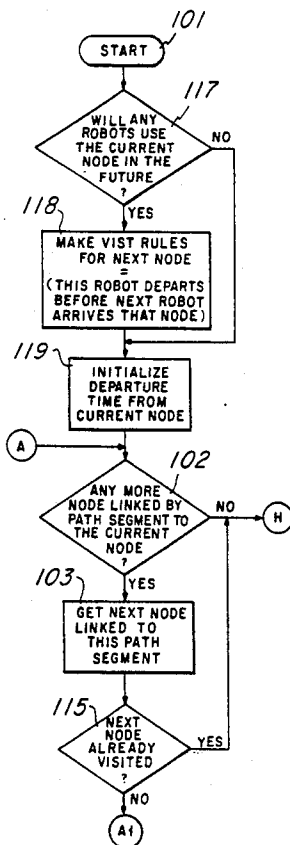 101
START
117
WILL ANY
ROBOTS USE
THE CURRENT
NODE IN THE
FUTURE
?
NO
YES
118
MAKE VIST RULES
FOR NEXT NODE
=
(THIS ROBOT DEPARTS
BEFORE NEXT ROBOT
ARRIVES THAT NODE)
119
INITIALIZE
DEPARTURE
TIME FROM
CURRENT NODE
A
102
ANY MORE
NODE LINKED BY
PATH SEGMENT TO
THE CURRENT
NODE
?
NO
H
YES
103
GET NEXT NODE
LINKED TO
THIS PATH
SEGMENT
115
NEXT
NODE
ALREADY
VISITED
?
YES
NO
A1